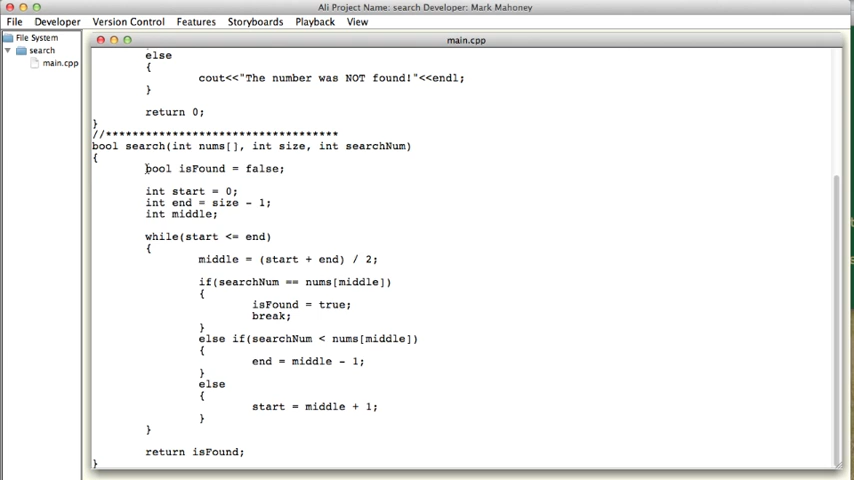 Ali Project Name: search Developer: Mark Mahoney
File Developer Version Control Features Storyboards Playback View
File System
search
main.cpp
main.cpp
else
{
cout<<"The number was NOT found!"<<endl;
}
return 0;
}
//***********************************
bool search(int nums[], int size, int searchNum)
{
bool isFound = false;
int start = 0;
int end = size - 1;
int middle;
while(start <= end)
{
middle = (start + end) / 2;
if(searchNum == nums[middle])
{
isFound = true;
break;
}
else if(searchNum < nums[middle])
{
end = middle - 1;
}
else
{
start = middle + 1;
}
}
return isFound;
}